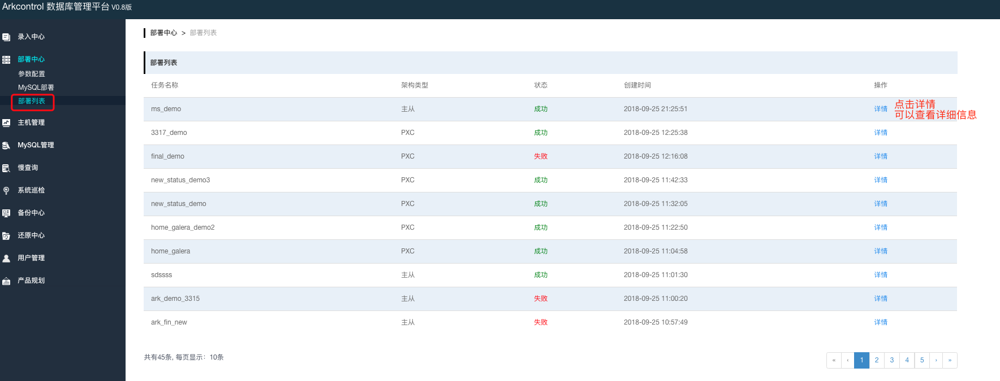 Arkcontrol 数据库管理平台 V0.8版
录入中心
部署中心
参数配置
MySQL部署
部署列表
主机管理
MySQL管理
慢查询
系统巡检
备份中心
还原中心
用户管理
产品规划
部署中心 > 部署列表
部署列表
任务名称 架构类型 状态 创建时间 操作
ms_demo 主从 成功 2018-09-25 21:25:51 详情
点击详情
可以查看详细信息
3317_demo PXC 成功 2018-09-25 12:25:38 详情
final_demo PXC 失败 2018-09-25 12:16:08 详情
new_status_demo3 PXC 成功 2018-09-25 11:42:33 详情
new_status_demo PXC 成功 2018-09-25 11:32:05 详情
home_galera_demo2 PXC 成功 2018-09-25 11:22:50 详情
home_galera PXC 成功 2018-09-25 11:04:58 详情
sdssss 主从 成功 2018-09-25 11:01:30 详情
ark_demo_3315 主从 失败 2018-09-25 11:00:20 详情
ark_fin_new 主从 失败 2018-09-25 10:57:49 详情
共有45条, 每页显示：10条
« ‹ 1 2 3 4 5 › »